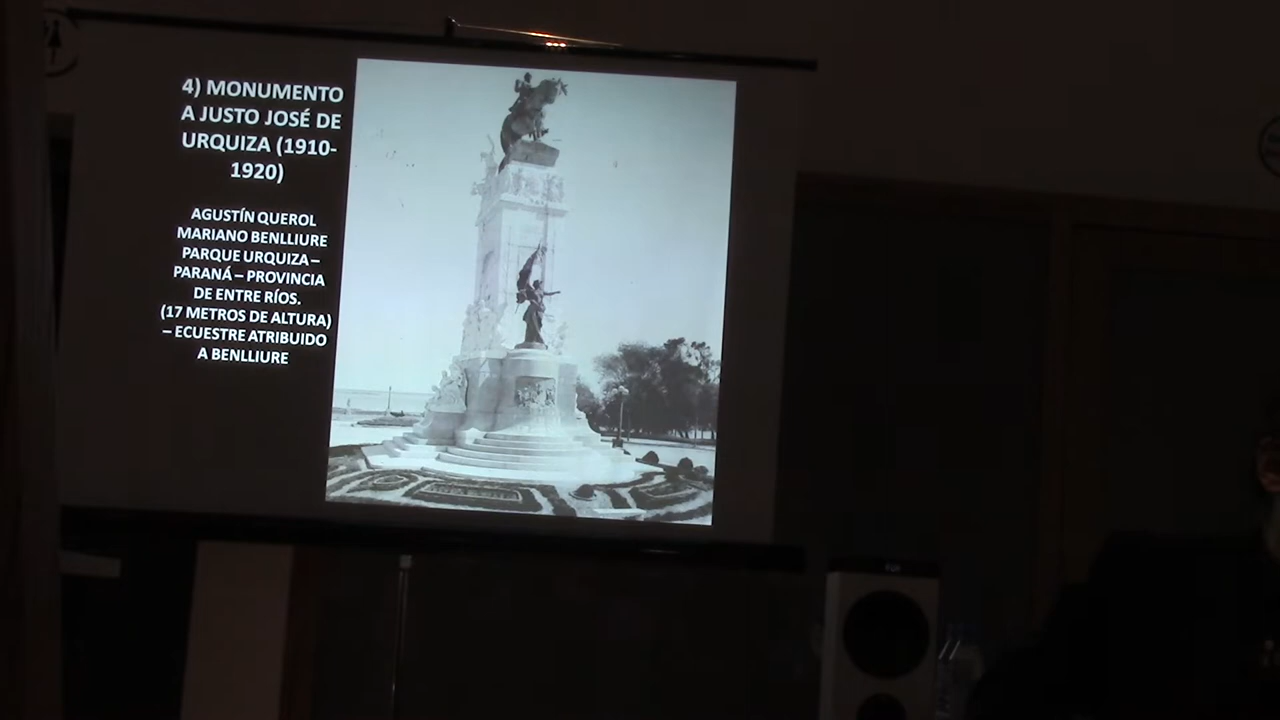 4) MONUMENTO
A JUSTO JOSÉ DE
URQUIZA (1910-
1920)
AGUSTÍN QUEROL
MARIANO BENLLIURE
PARQUE URQUIZA –
PARANÁ – PROVINCIA
DE ENTRE RÍOS.
(17 METROS DE ALTURA)
– ECUESTRE ATRIBUIDO
A BENLLIURE